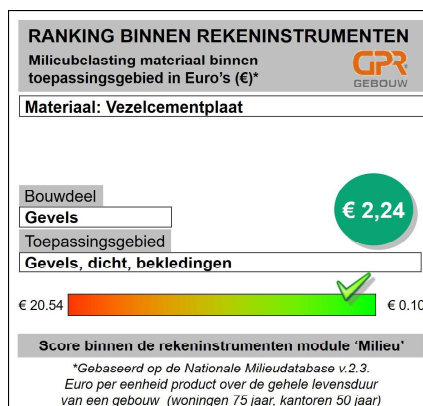 RANKING BINNEN REKENINSTRUMENTEN
Milieubelasting materiaal binnen
toepassingsgebied in Euro's (€)*
GPR
GEBOUW
Materiaal: Vezelcementplaat
Bouwdeel
Gevels
€ 2,24
Toepassingsgebied
Gevels, dicht, bekledingen
€ 20.54
€ 0.10
Score binnen de rekeninstrumenten module ‘Milieu’
*Gebaseerd op de Nationale Milieudatabase v.2.3.
Euro per eenheid product over de gehele levensduur
van een gebouw (woningen 75 jaar, kantoren 50 jaar)